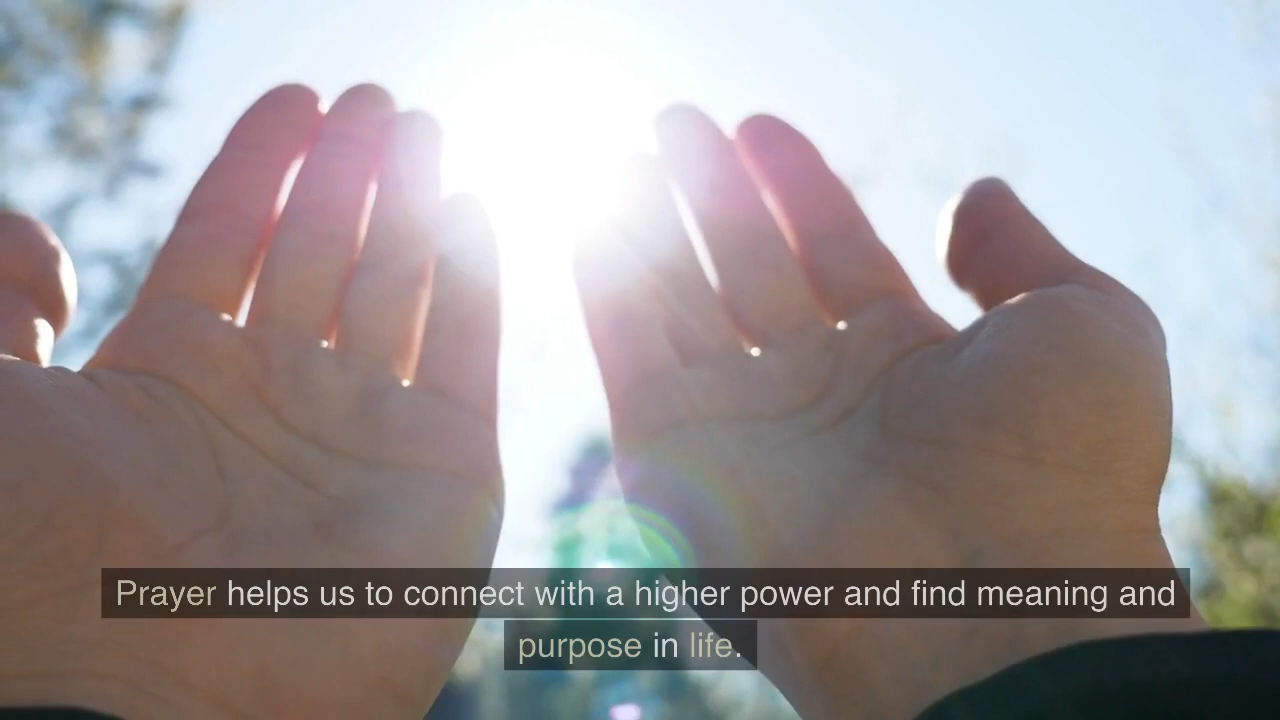 Prayer helps us to connect with a higher power and find meaning and
purpose in life.